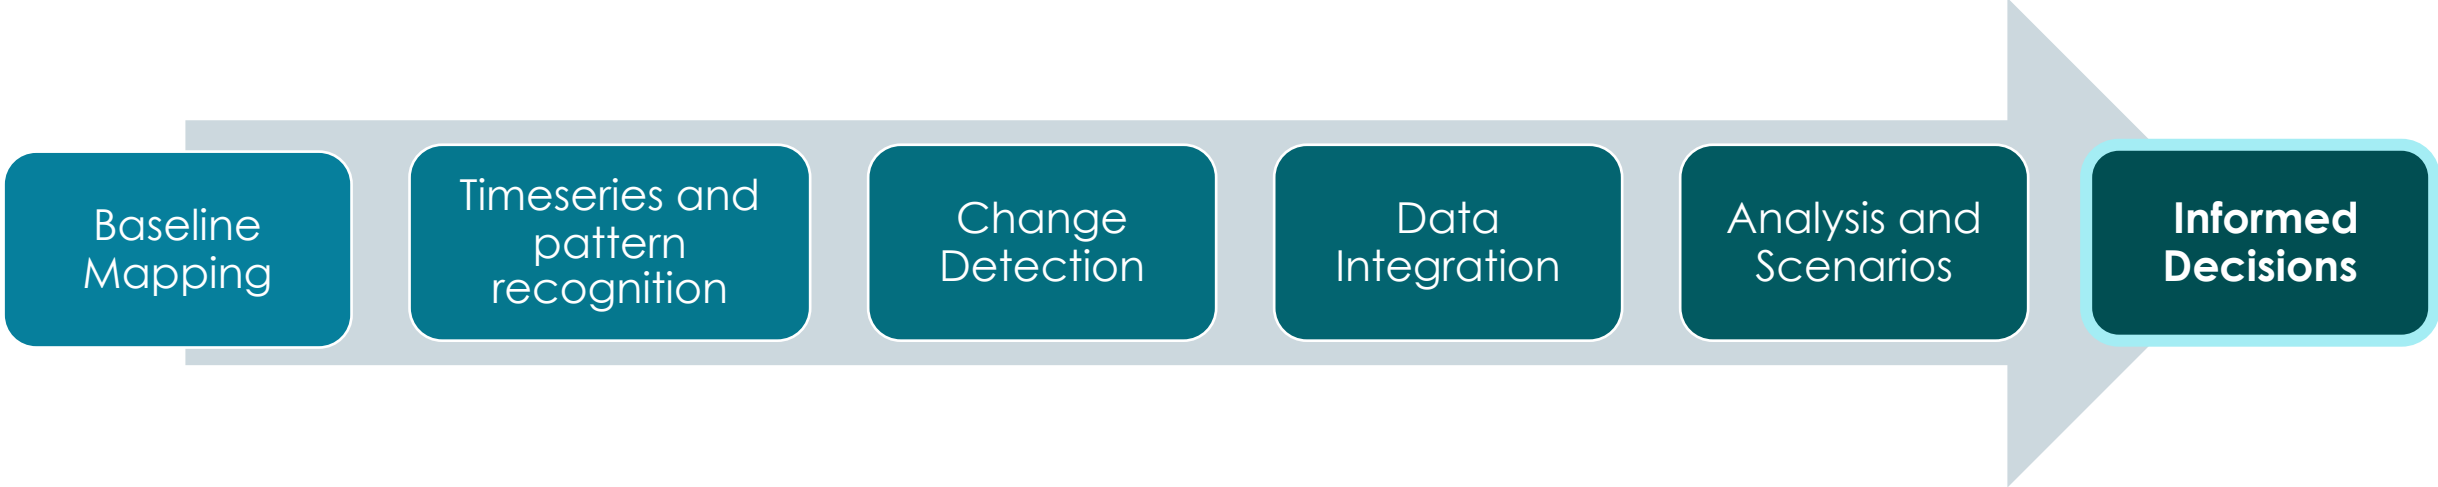 Baseline
Mapping
Timeseries and
pattern
recognition
Change
Detection
Data
Integration
Analysis and
Scenarios
Informed
Decisions